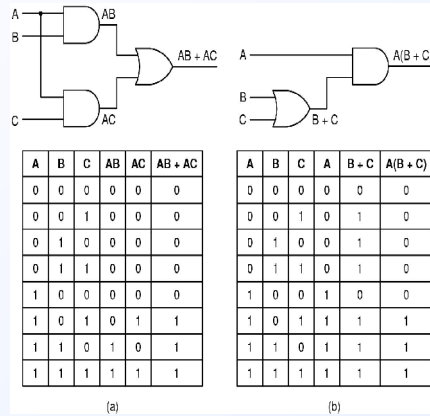 A AB
B
AB + AC
C AC
A A(B + C
B
C B + C
A B C AB AC AB + AC
0 0 0 0 0 0
0 0 1 0 0 0
0 1 0 0 0 0
0 1 1 0 0 0
1 0 0 0 0 0
1 0 1 0 1 1
1 1 0 1 0 1
1 1 1 1 1 1
(a)
A B C A B + C A(B + C)
0 0 0 0 0 0
0 0 1 0 1 0
0 1 0 0 1 0
0 1 1 0 1 0
1 0 0 1 0 0
1 0 1 1 1 1
1 1 0 1 1 1
1 1 1 1 1 1
(b)